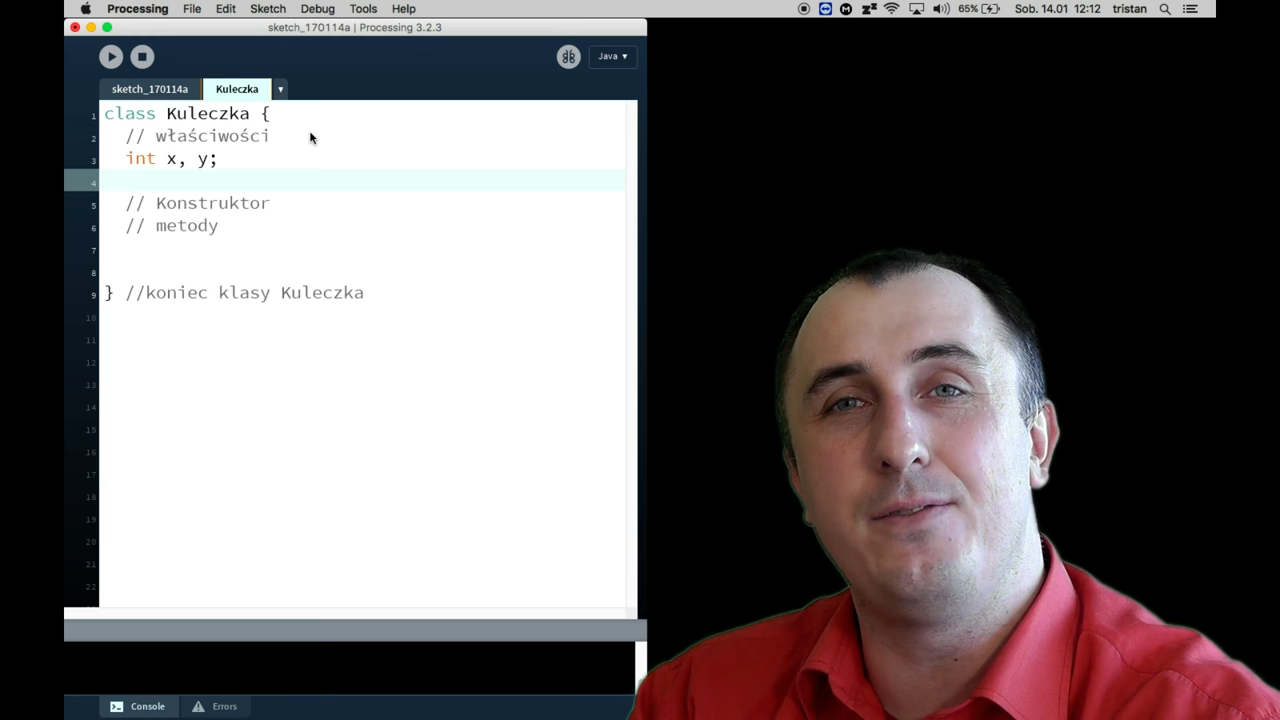 Processing File Edit Sketch Debug Tools Help 65% Sob. 14.01 12:12 tristan
sketch_170114a | Processing 3.2.3
Java ▾
sketch_170114a Kuleczka ▾
1 class Kuleczka {
2 // właściwości
3 int x, y;
4
5 // Konstruktor
6 // metody
7
8
9 } //koniec klasy Kuleczka
10
11
12
13
14
15
16
17
18
19
20
21
22
Console Errors